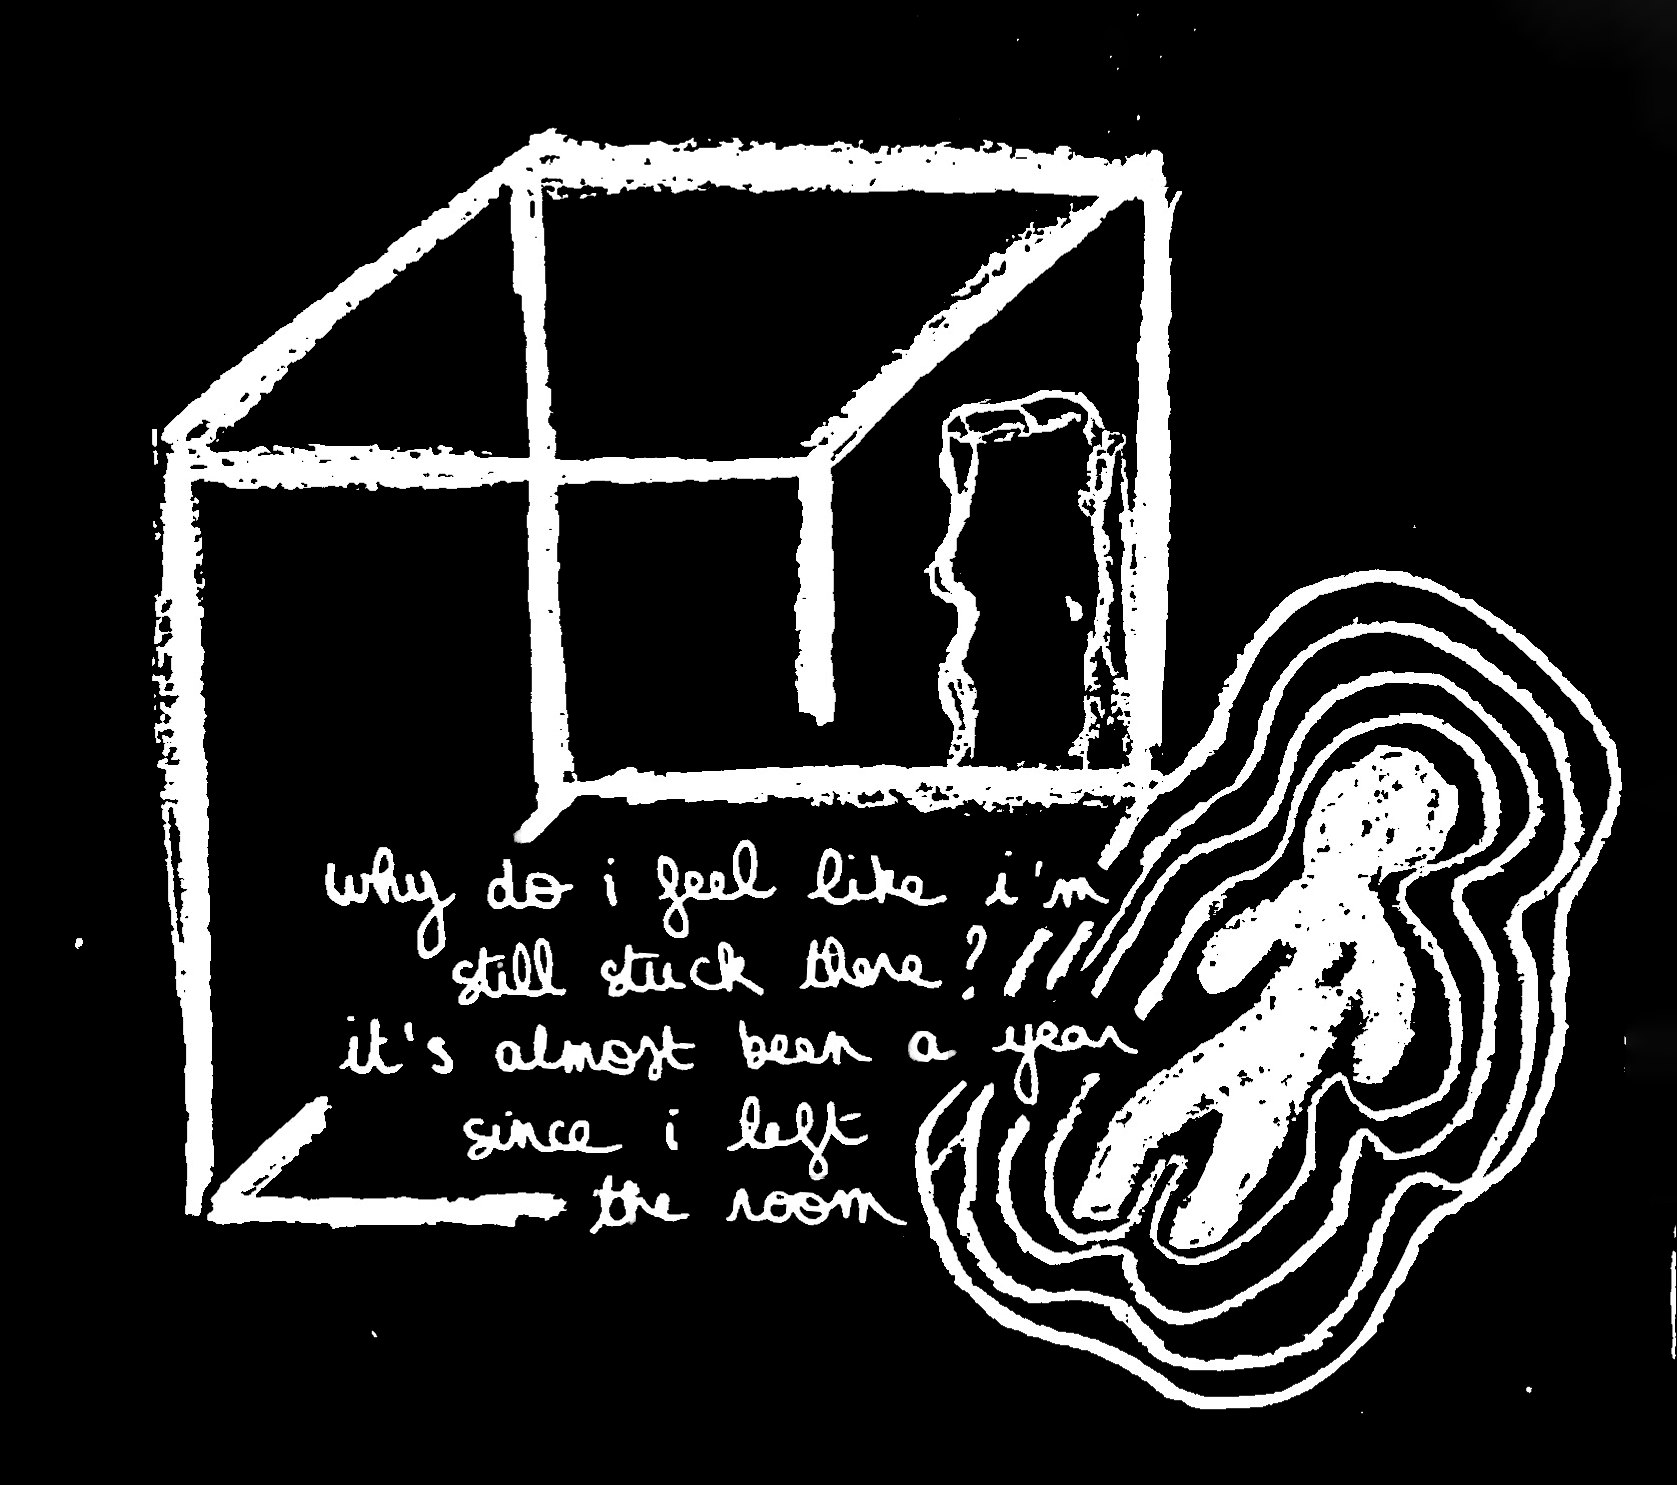 why do i feel like i'm
still stuck there?
it's almost been a year
since i left
the room